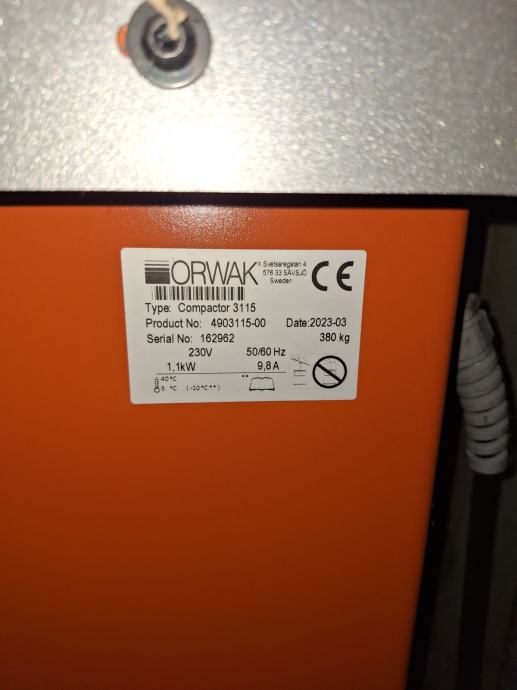 ORWAK® Svetsaregatan 4
576 33 SÄVSJÖ
Sweden
CE
Type: Compactor 3115
Product No: 4903115-00 Date:2023-03
Serial No: 162962 380 kg
230V 50/60 Hz
1,1kW 9,8A
40°C
5 °C (-10°C**) **